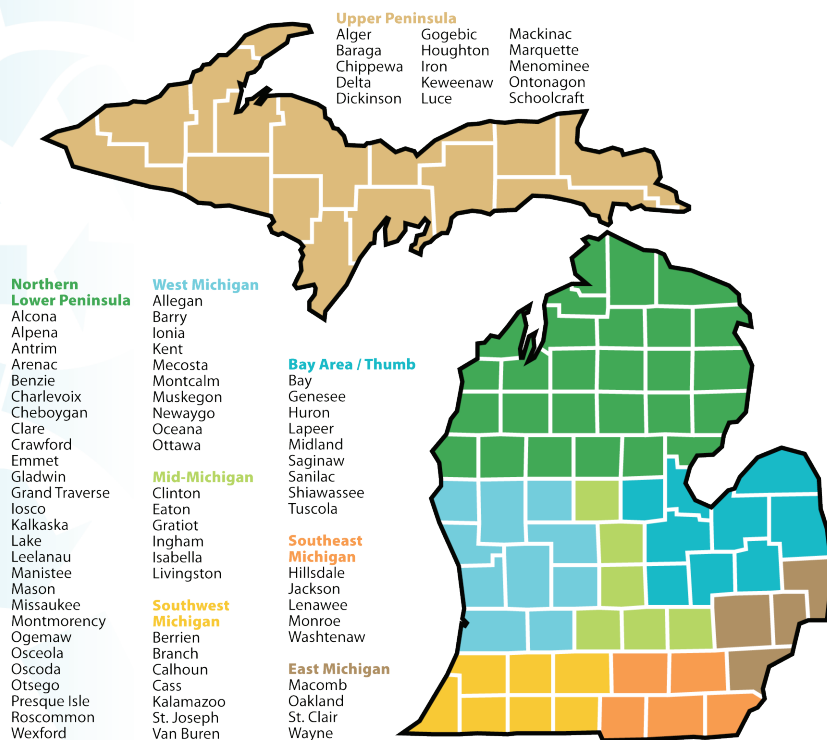 Upper Peninsula
Alger
Baraga
Chippewa
Delta
Dickinson
Gogebic
Houghton
Iron
Keweenaw
Luce
Mackinac
Marquette
Menominee
Ontonagon
Schoolcraft
Northern
Lower Peninsula
Alcona
Alpena
Antrim
Arenac
Benzie
Charlevoix
Cheboygan
Clare
Crawford
Emmet
Gladwin
Grand Traverse
Iosco
Kalkaska
Lake
Leelanau
Manistee
Mason
Missaukee
Montmorency
Ogemaw
Osceola
Oscoda
Otsego
Presque Isle
Roscommon
Wexford
West Michigan
Allegan
Barry
Ionia
Kent
Mecosta
Montcalm
Muskegon
Newaygo
Oceana
Ottawa
Mid-Michigan
Clinton
Eaton
Gratiot
Ingham
Isabella
Livingston
Southwest
Michigan
Berrien
Branch
Calhoun
Cass
Kalamazoo
St. Joseph
Van Buren
Bay Area / Thumb
Bay
Genesee
Huron
Lapeer
Midland
Saginaw
Sanilac
Shiawassee
Tuscola
Southeast
Michigan
Hillsdale
Jackson
Lenawee
Monroe
Washtenaw
East Michigan
Macomb
Oakland
St. Clair
Wayne